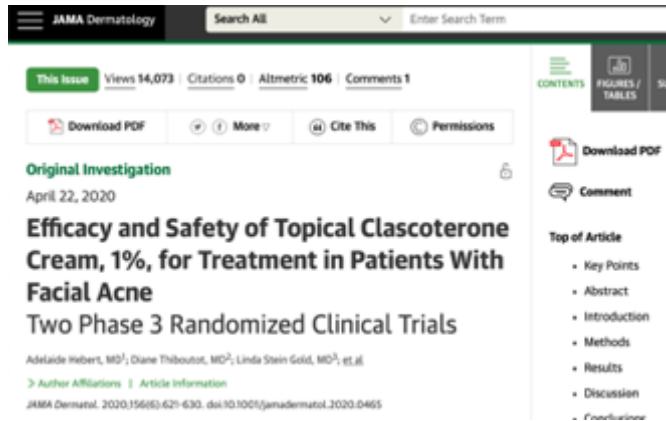 JAMA Dermatology
Search All
Enter Search Term
This Issue Views 14,073 | Citations 0 | Altmetric 106 | Comments 1
Download PDF
More
Cite This
Permissions
Original Investigation
April 22, 2020
Efficacy and Safety of Topical Clascoterone
Cream, 1%, for Treatment in Patients With
Facial Acne
Two Phase 3 Randomized Clinical Trials
Adelaide Hebert, MD1; Diane Thiboutot, MD2; Linda Stein Gold, MD3; et al
> Author Affiliations | Article Information
JAMA Dermatol. 2020;156(6):621-630. doi:10.1001/jamadermatol.2020.0465
CONTENTS
FIGURES /
TABLES
Download PDF
Comment
Top of Article
• Key Points
• Abstract
• Introduction
• Methods
• Results
• Discussion
• Conclusions